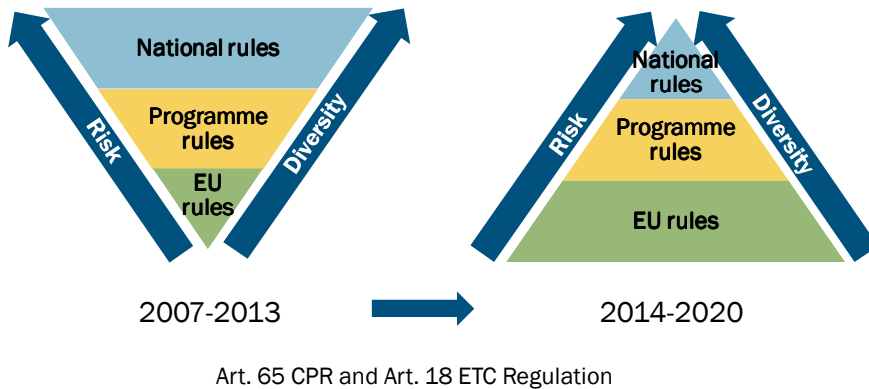 National rules
Programme
rules
EU
rules
Risk
Diversity
2007-2013
National
rules
Programme
rules
EU rules
Risk
Diversity
2014-2020
Art. 65 CPR and Art. 18 ETC Regulation